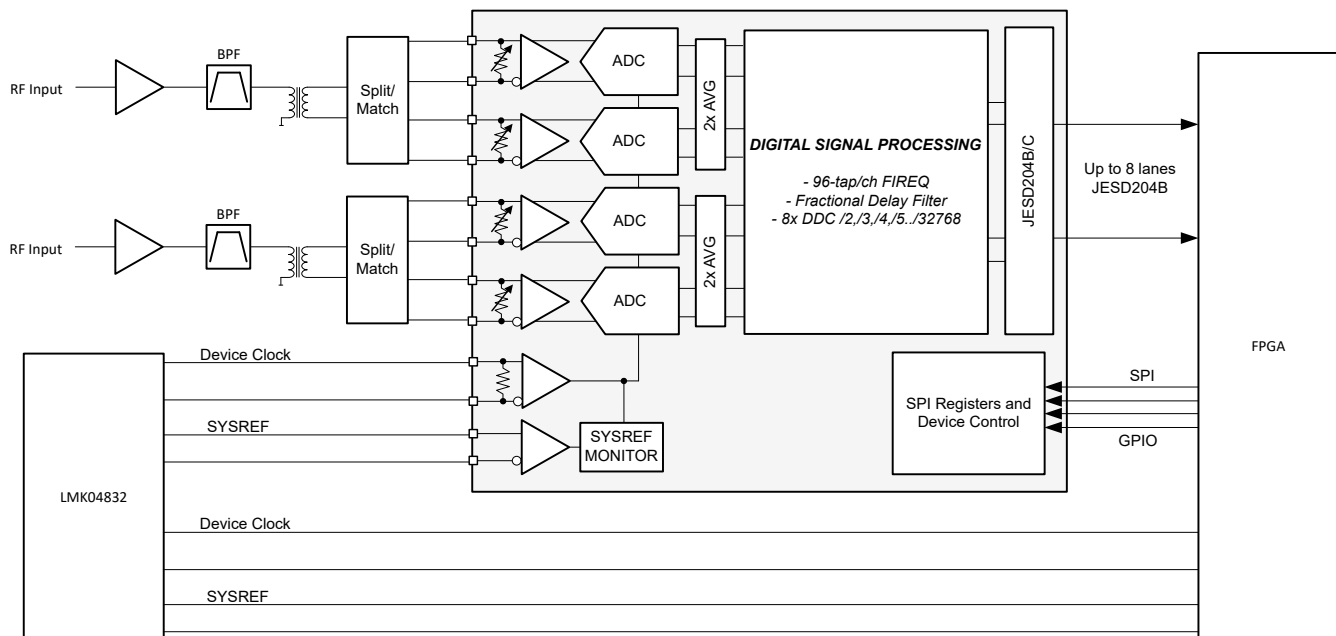 BPF
RF Input
Split/
Match
ADC
ADC
2x AVG
BPF
RF Input
Split/
Match
ADC
ADC
2x AVG
DIGITAL SIGNAL PROCESSING
- 96-tap/ch FIREQ
- Fractional Delay Filter
- 8x DDC /2,/3,/4,/5../32768
JESD204B/C
Up to 8 lanes
JESD204B
FPGA
Device Clock
SYSREF
SYSREF
MONITOR
SPI Registers and
Device Control
SPI
GPIO
LMK04832
Device Clock
SYSREF